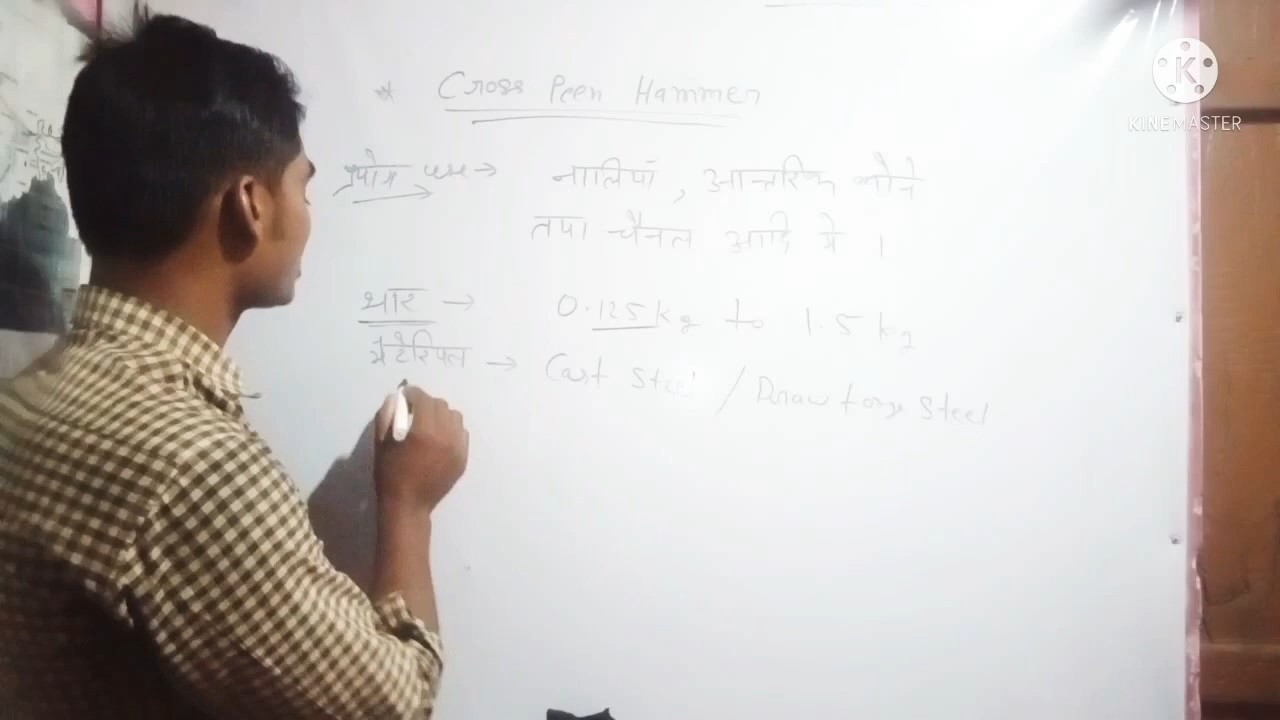 * Cross Peen Hammer
प्रयोग use → नालियाँ, आन्तरिक कोने
तथा चैनल आदि मे ।
भार → 0.125 kg to 1.5 kg
मैटेरियल → Cast Steel / Draw forge Steel
K
KINEMASTER